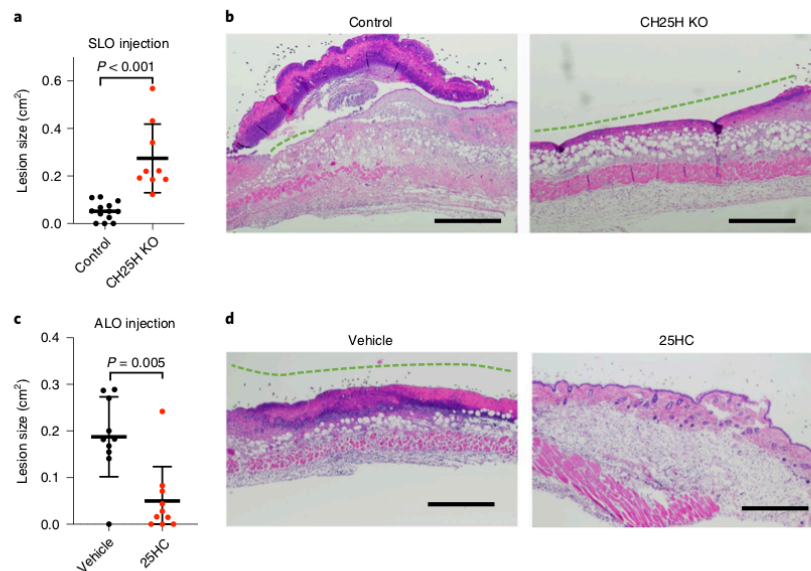 a
SLO injection
P < 0.001
Lesion size (cm²)
0.6
0.4
0.2
0.0
Control
CH25H KO
b
Control
CH25H KO
c
ALO injection
P = 0.005
Lesion size (cm²)
0.4
0.3
0.2
0.1
0.0
Vehicle
25HC
d
Vehicle
25HC